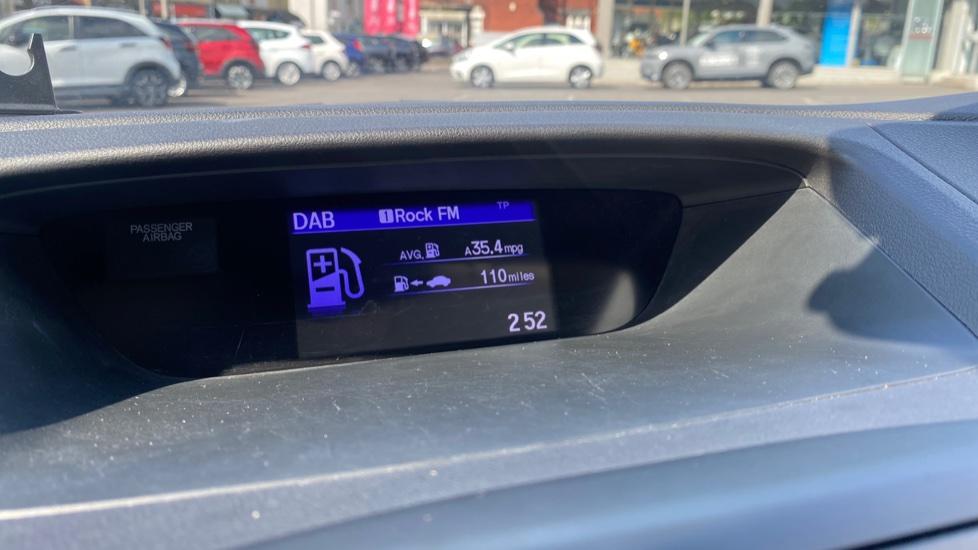 PASSENGER
AIRBAG
DAB 1 Rock FM TP
AVG. A35.4mpg
110miles
2 52